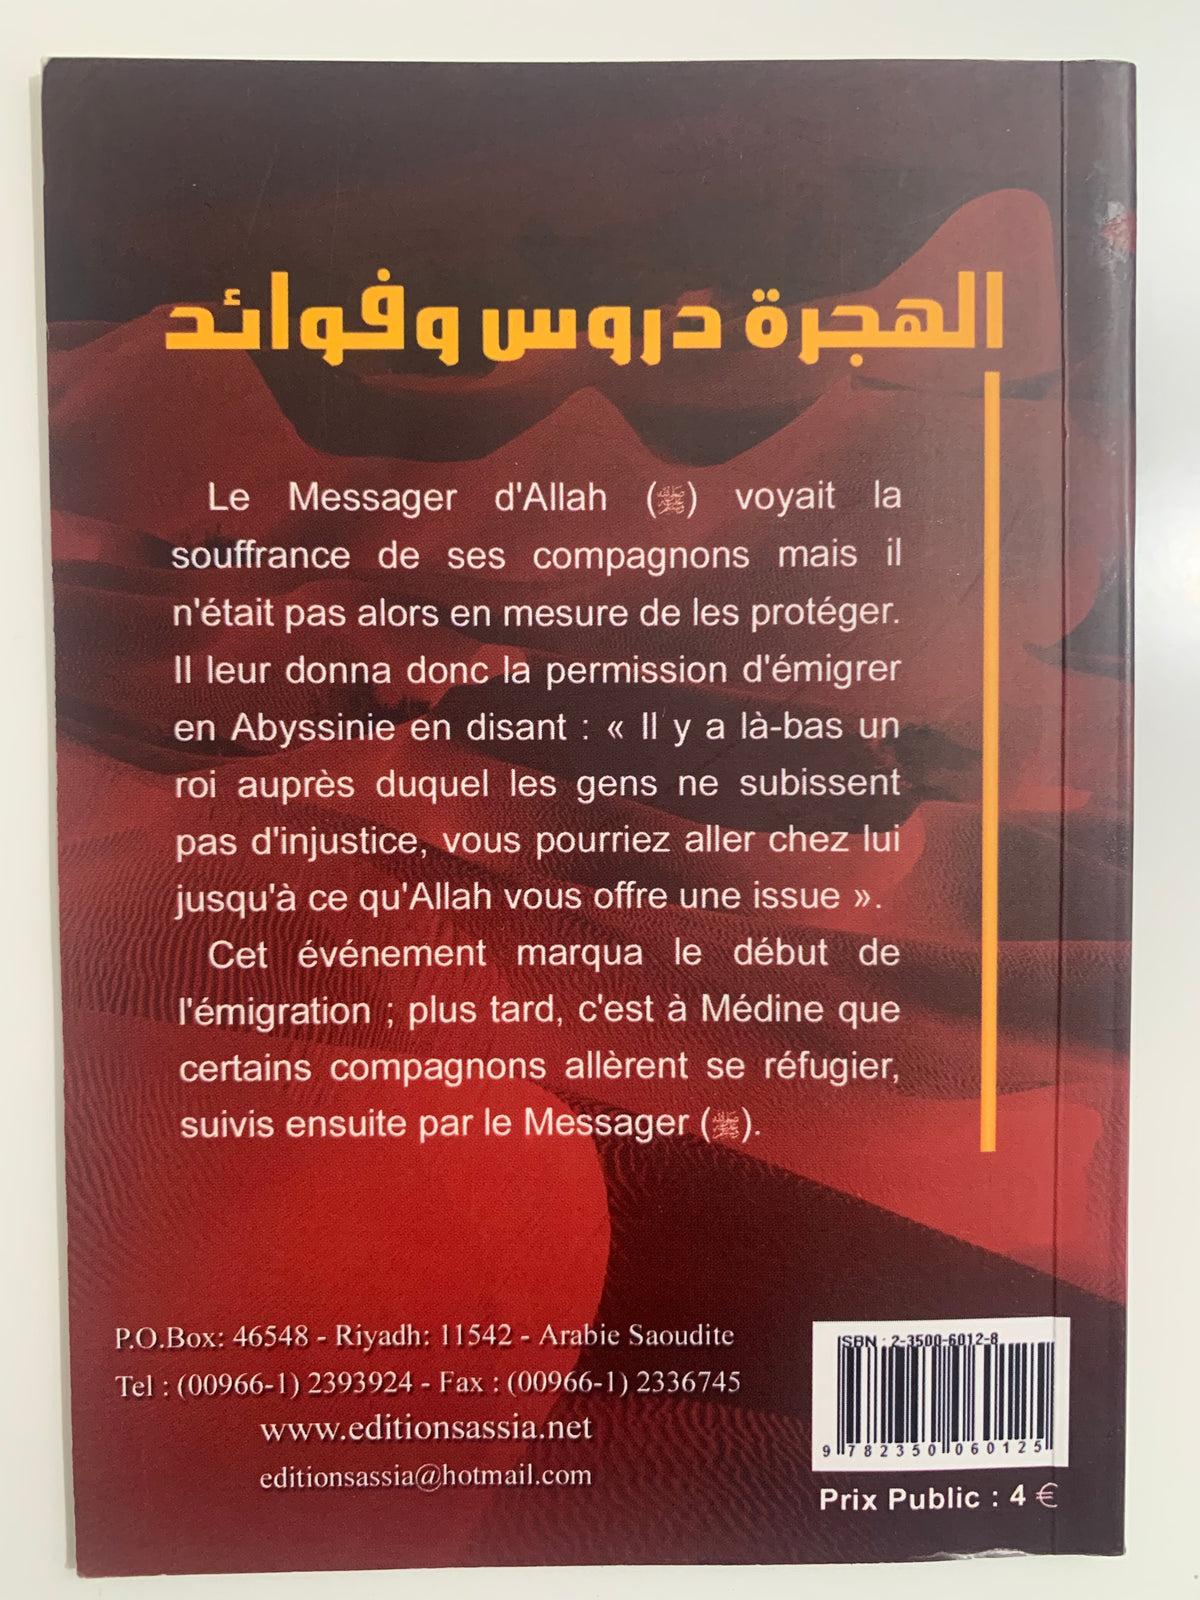 الهجرة دروس وفوائد
Le Messager d'Allah (ﷺ) voyait la
souffrance de ses compagnons mais il
n'était pas alors en mesure de les protéger.
Il leur donna donc la permission d'émigrer
en Abyssinie en disant : « Il y a là-bas un
roi auprès duquel les gens ne subissent
pas d'injustice, vous pourriez aller chez lui
jusqu'à ce qu'Allah vous offre une issue ».
Cet événement marqua le début de
l'émigration ; plus tard, c'est à Médine que
certains compagnons allèrent se réfugier,
suivis ensuite par le Messager (ﷺ).
P.O.Box: 46548 - Riyadh: 11542 - Arabie Saoudite
Tel : (00966-1) 2393924 - Fax : (00966-1) 2336745
www.editionsassia.net
editionsassia@hotmail.com
ISBN : 2-3500-6012-8
9 782350 060125
Prix Public : 4 €